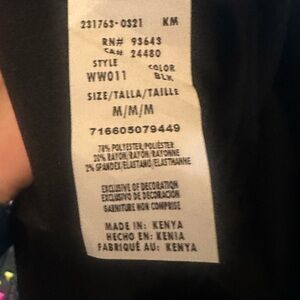 231763-0321 KM
RN# 93643
CA# 24480
STYLE COLOR
WW011 BLK
SIZE/TALLA/TAILLE
M/M/M
716605079449
78% POLYESTER/POLIÉSTER
20% RAYON/RAYÓN/RAYONNE
2% SPANDEX/ELASTANO/ELASTHANNE
EXCLUSIVE OF DECORATION
EXCLUSIVO DE DECORACIÓN
GARNITURE NON COMPRISE
MADE IN: KENYA
HECHO EN: KENIA
FABRIQUÉ AU: KENYA